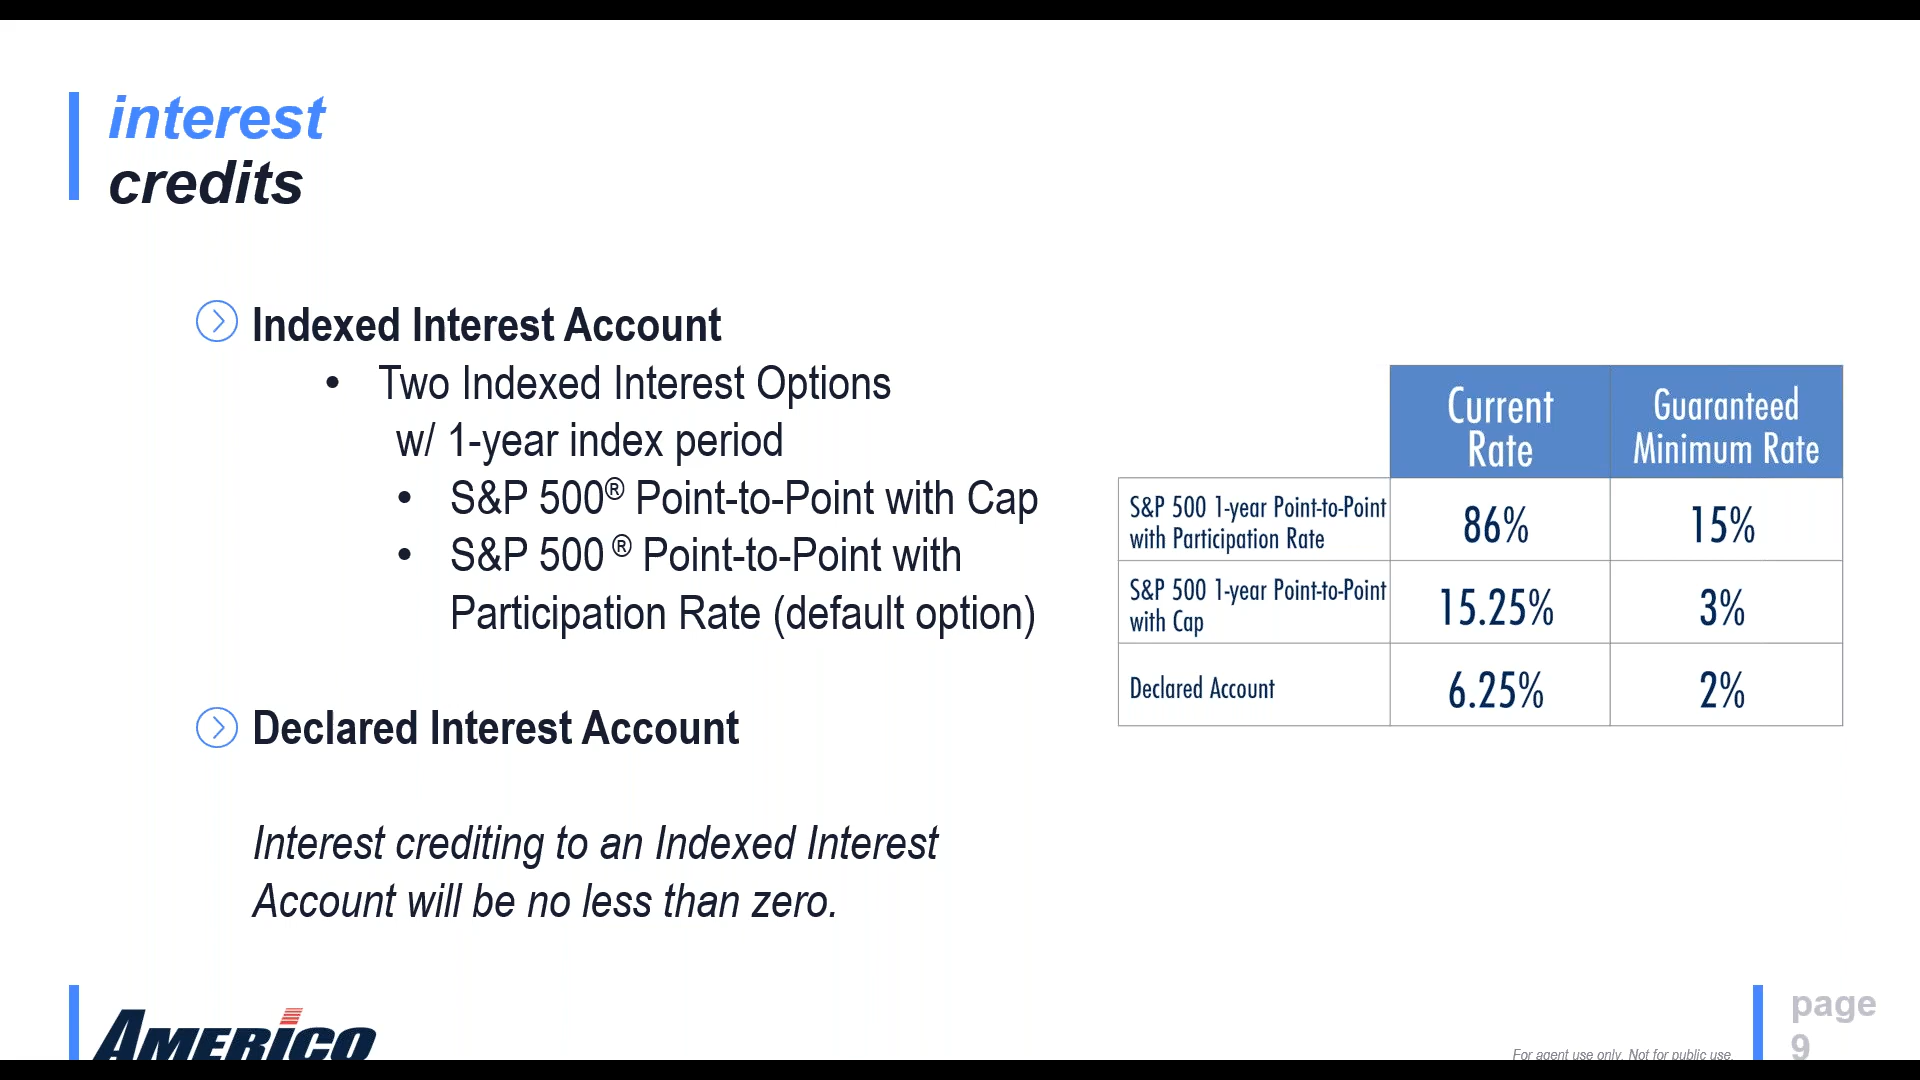 interest
credits
Indexed Interest Account
• Two Indexed Interest Options
w/ 1-year index period
• S&P 500® Point-to-Point with Cap
• S&P 500 ® Point-to-Point with
Participation Rate (default option)
Declared Interest Account
Interest crediting to an Indexed Interest
Account will be no less than zero.
Current
Rate
Guaranteed
Minimum Rate
S&P 500 1-year Point-to-Point
with Participation Rate
86%
15%
S&P 500 1-year Point-to-Point
with Cap
15.25%
3%
Declared Account
6.25%
2%
AMERICO
For agent use only. Not for public use.
page
9